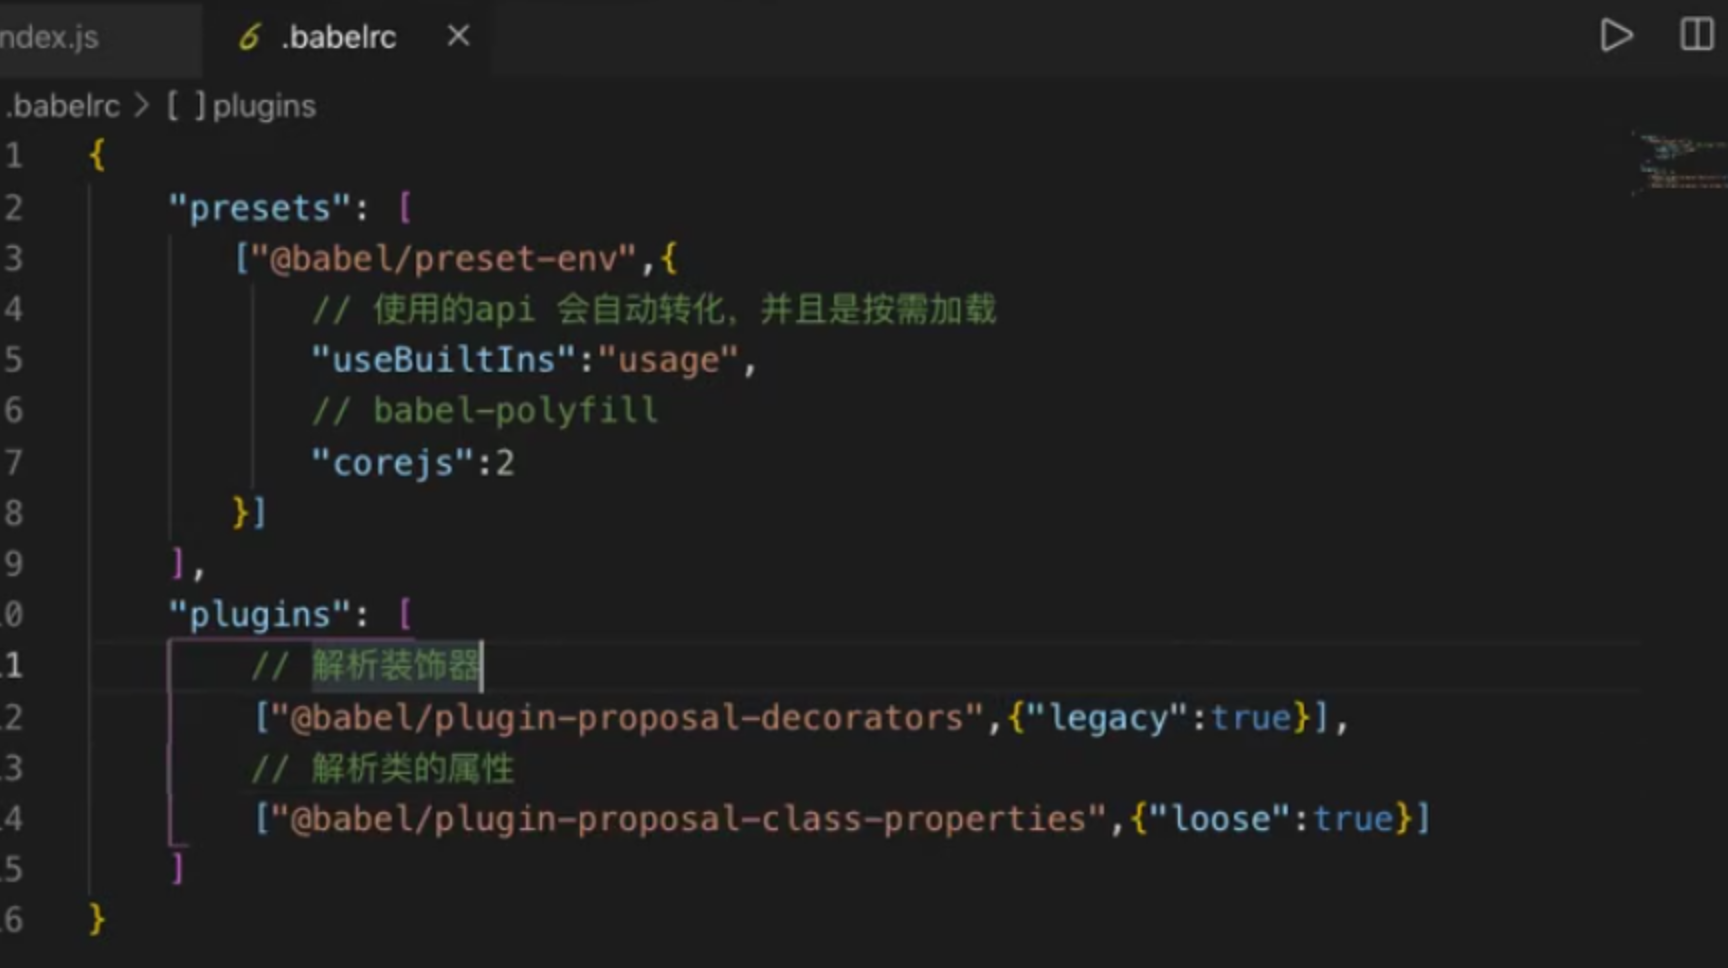 ndex.js
.babelrc
.babelrc > [ ] plugins
1 {
2 "presets": [
3 ["@babel/preset-env",{
4 // 使用的api 会自动转化，并且是按需加载
5 "useBuiltIns":"usage",
6 // babel-polyfill
7 "corejs":2
8 }]
9 ],
10 "plugins": [
11 // 解析装饰器
12 ["@babel/plugin-proposal-decorators",{"legacy":true}],
13 // 解析类的属性
14 ["@babel/plugin-proposal-class-properties",{"loose":true}]
15 ]
16 }